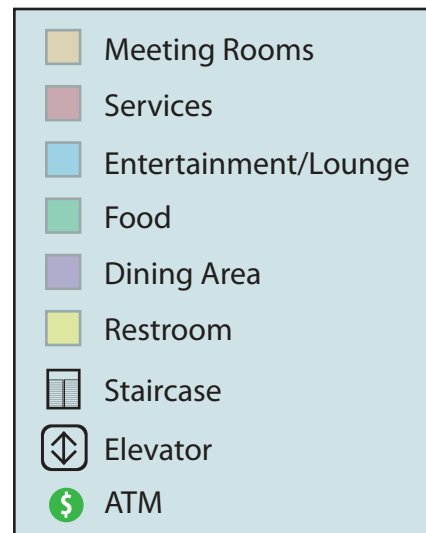 Meeting Rooms
Services
Entertainment/Lounge
Food
Dining Area
Restroom
Staircase
Elevator
$ ATM